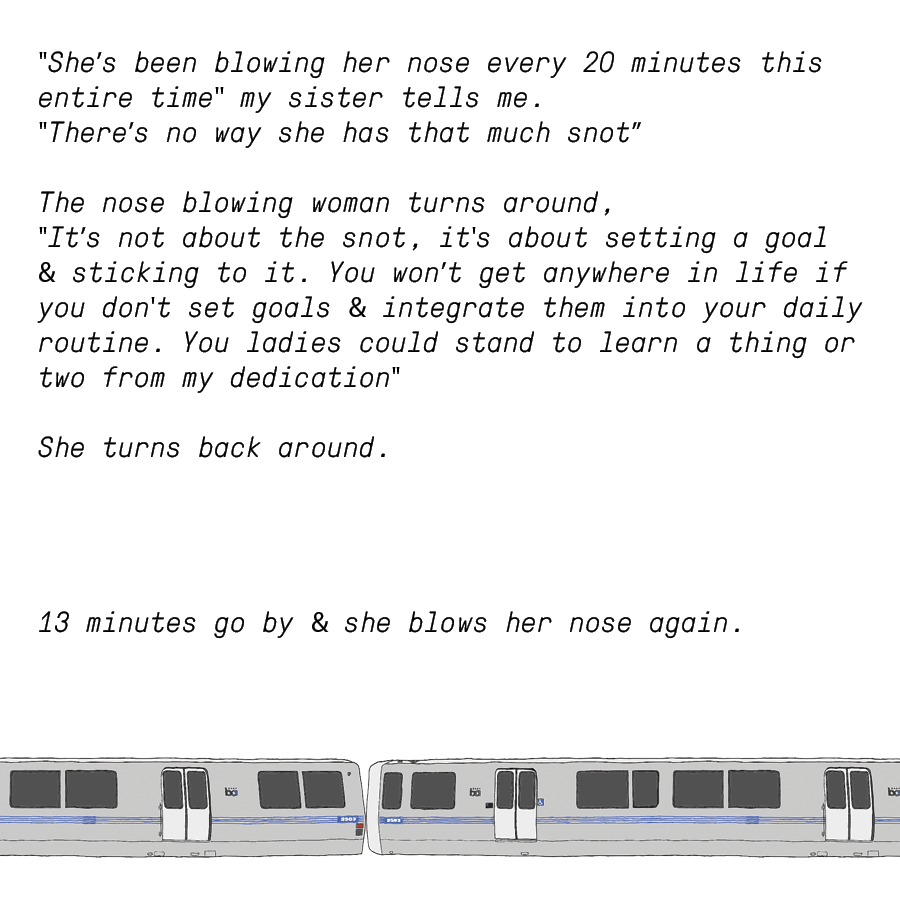 "She's been blowing her nose every 20 minutes this
entire time" my sister tells me.
"There's no way she has that much snot"
The nose blowing woman turns around,
"It's not about the snot, it's about setting a goal
& sticking to it. You won't get anywhere in life if
you don't set goals & integrate them into your daily
routine. You ladies could stand to learn a thing or
two from my dedication"
She turns back around.
13 minutes go by & she blows her nose again.
ba
ba